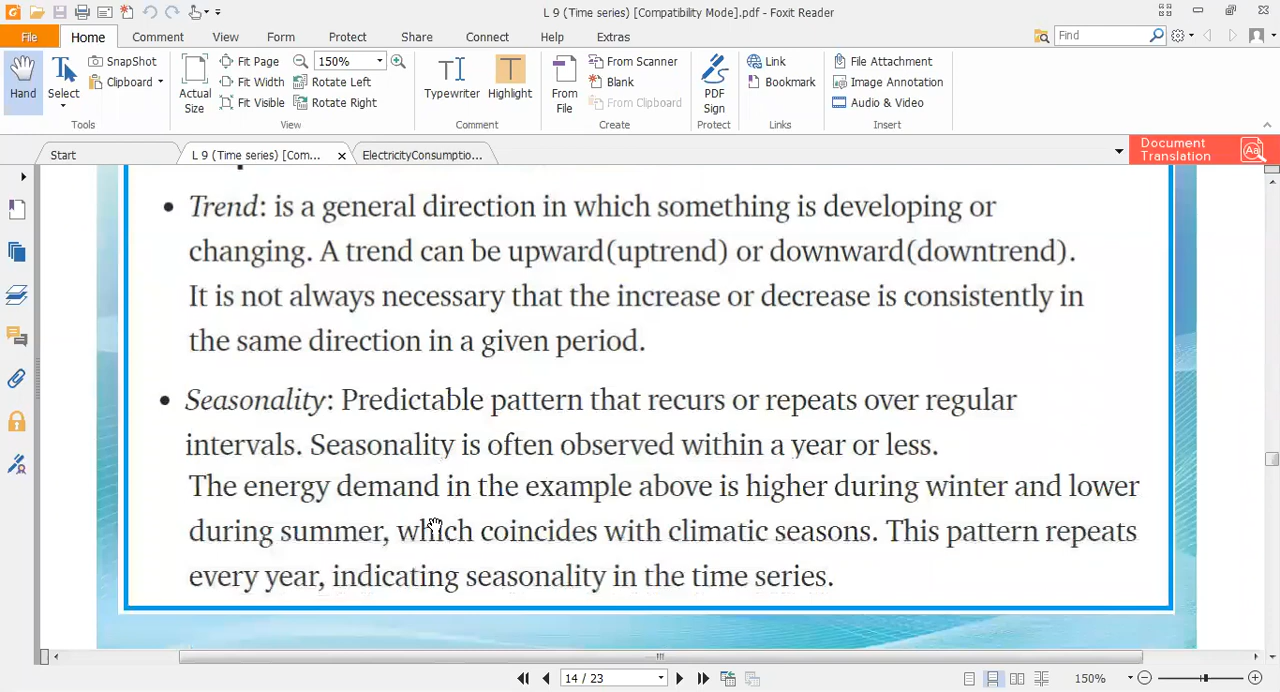 L 9 (Time series) [Compatibility Mode].pdf - Foxit Reader
File Home Comment View Form Protect Share Connect Help Extras Find
Hand
Select
SnapShot
Clipboard
Tools
Actual Size
Fit Page
Fit Width
Fit Visible
150%
Rotate Left
Rotate Right
View
Typewriter
Highlight
Comment
From File
From Scanner
Blank
From Clipboard
Create
PDF Sign
Protect
Link
Bookmark
Links
File Attachment
Image Annotation
Audio & Video
Insert
Start
L 9 (Time series) [Com...
ElectricityConsumptio...
Document
Translation
• Trend: is a general direction in which something is developing or
changing. A trend can be upward(uptrend) or downward(downtrend).
It is not always necessary that the increase or decrease is consistently in
the same direction in a given period.
• Seasonality: Predictable pattern that recurs or repeats over regular
intervals. Seasonality is often observed within a year or less.
The energy demand in the example above is higher during winter and lower
during summer, which coincides with climatic seasons. This pattern repeats
every year, indicating seasonality in the time series.
14 / 23
150%